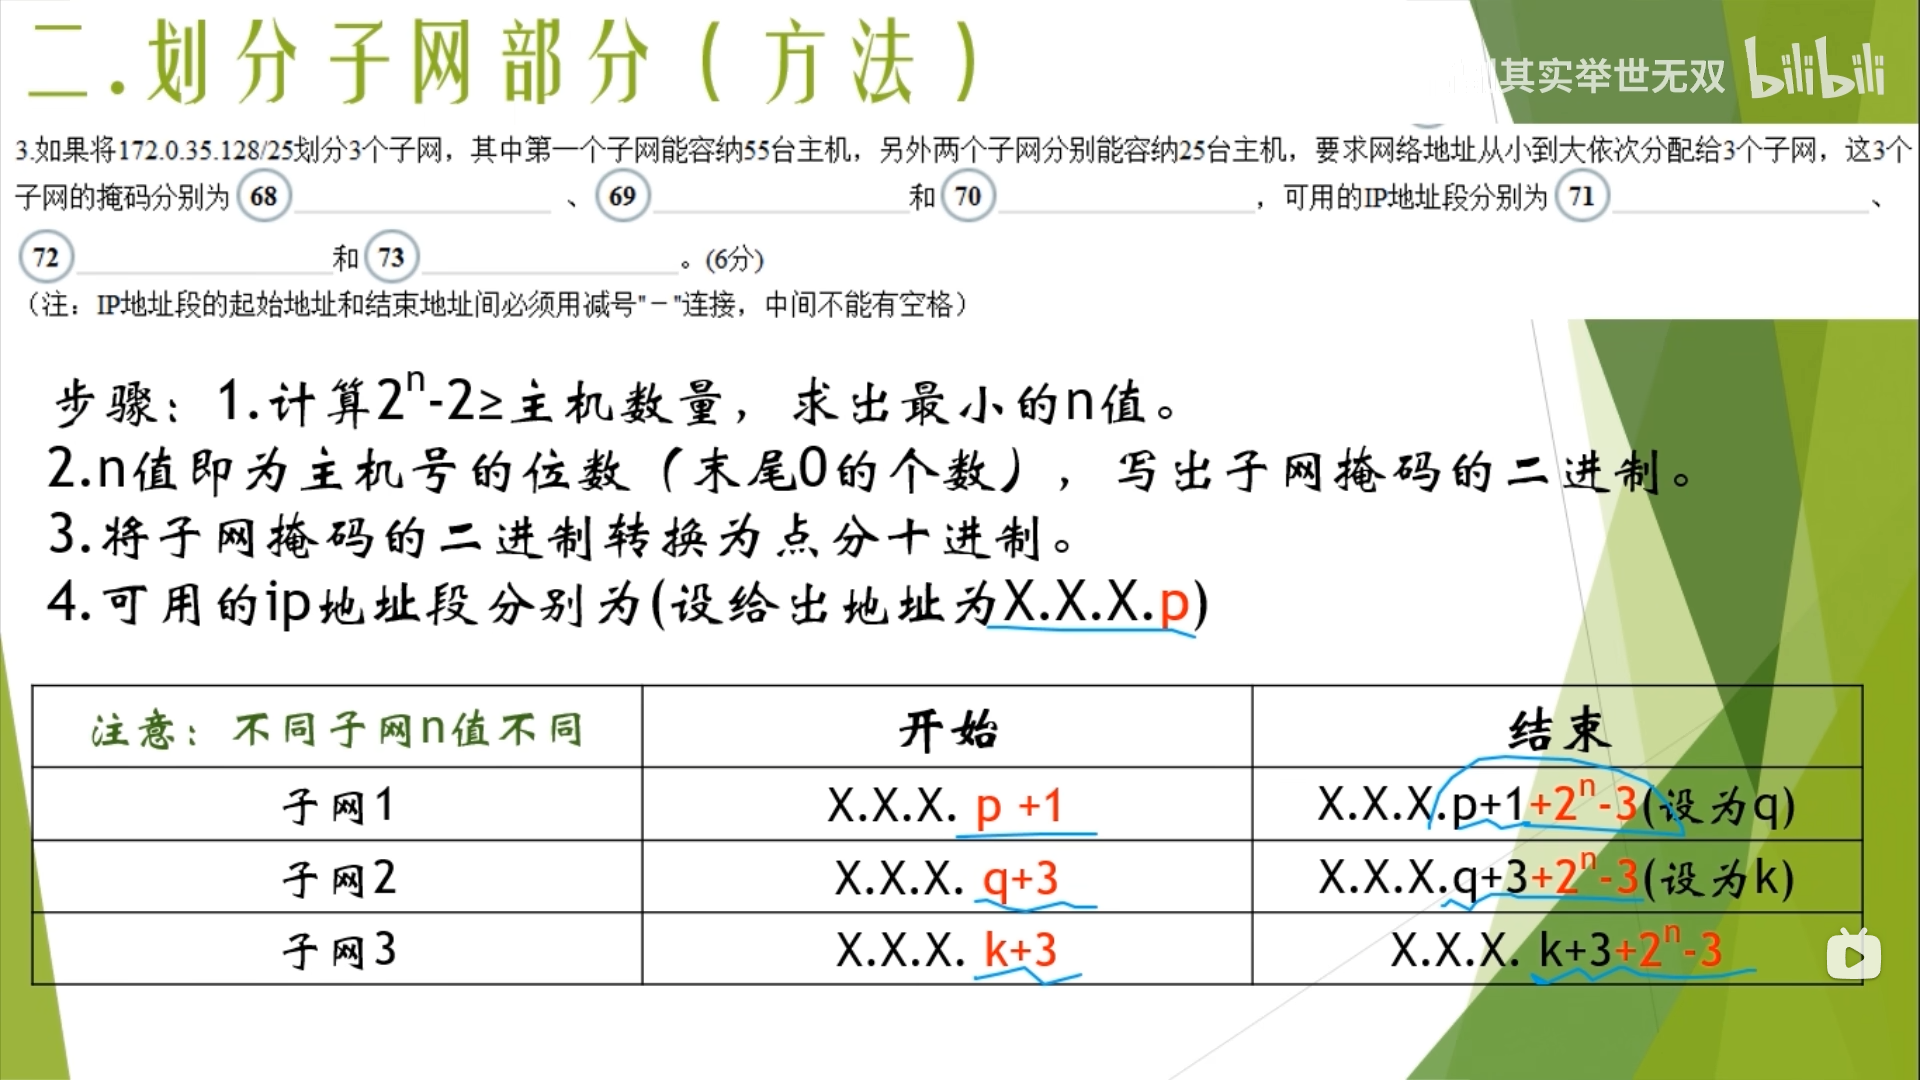 二.划分子网部分(方法)
其实举世无双 bilibili
3.如果将172.0.35.128/25划分3个子网，其中第一个子网能容纳55台主机，另外两个子网分别能容纳25台主机，要求网络地址从小到大依次分配给3个子网，这3个
子网的掩码分别为 68 、 69 和 70 ，可用的IP地址段分别为 71 、
72 和 73 。(6分)
（注：IP地址段的起始地址和结束地址间必须用减号"－"连接，中间不能有空格）
步骤：1.计算2ⁿ-2≥主机数量，求出最小的n值。
2.n值即为主机号的位数（末尾0的个数），写出子网掩码的二进制。
3.将子网掩码的二进制转换为点分十进制。
4.可用的ip地址段分别为(设给出地址为X.X.X.p)
注意：不同子网n值不同 开始 结束
子网1 X.X.X. p +1 X.X.X.p+1+2ⁿ-3(设为q)
子网2 X.X.X. q+3 X.X.X.q+3+2ⁿ-3(设为k)
子网3 X.X.X. k+3 X.X.X. k+3+2ⁿ-3